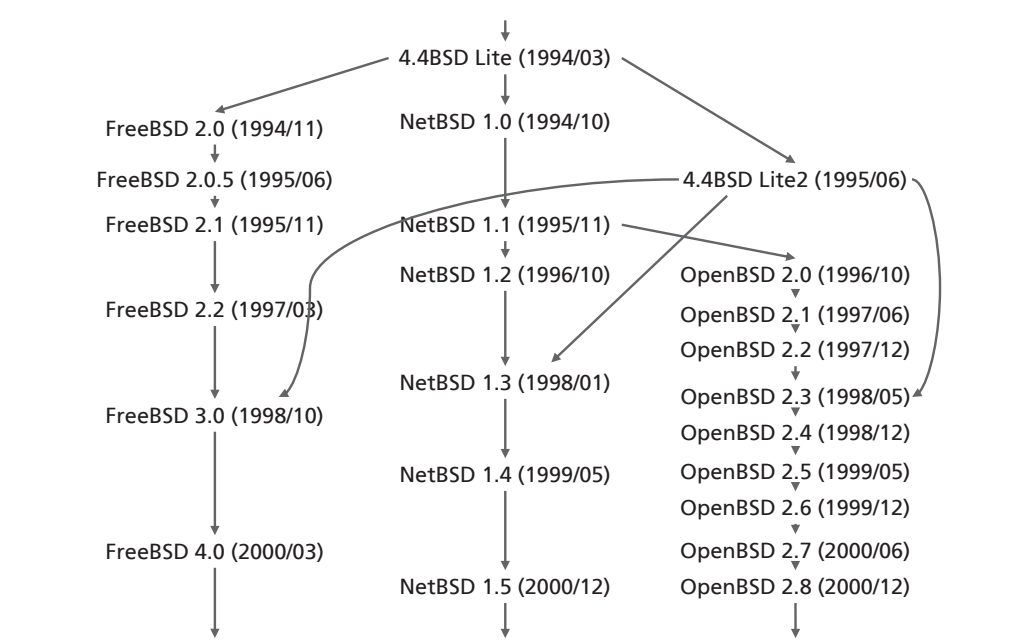 4.4BSD Lite (1994/03)
FreeBSD 2.0 (1994/11)
NetBSD 1.0 (1994/10)
FreeBSD 2.0.5 (1995/06)
4.4BSD Lite2 (1995/06)
FreeBSD 2.1 (1995/11)
NetBSD 1.1 (1995/11)
NetBSD 1.2 (1996/10)
OpenBSD 2.0 (1996/10)
FreeBSD 2.2 (1997/03)
OpenBSD 2.1 (1997/06)
OpenBSD 2.2 (1997/12)
NetBSD 1.3 (1998/01)
OpenBSD 2.3 (1998/05)
FreeBSD 3.0 (1998/10)
OpenBSD 2.4 (1998/12)
NetBSD 1.4 (1999/05)
OpenBSD 2.5 (1999/05)
OpenBSD 2.6 (1999/12)
FreeBSD 4.0 (2000/03)
OpenBSD 2.7 (2000/06)
NetBSD 1.5 (2000/12)
OpenBSD 2.8 (2000/12)